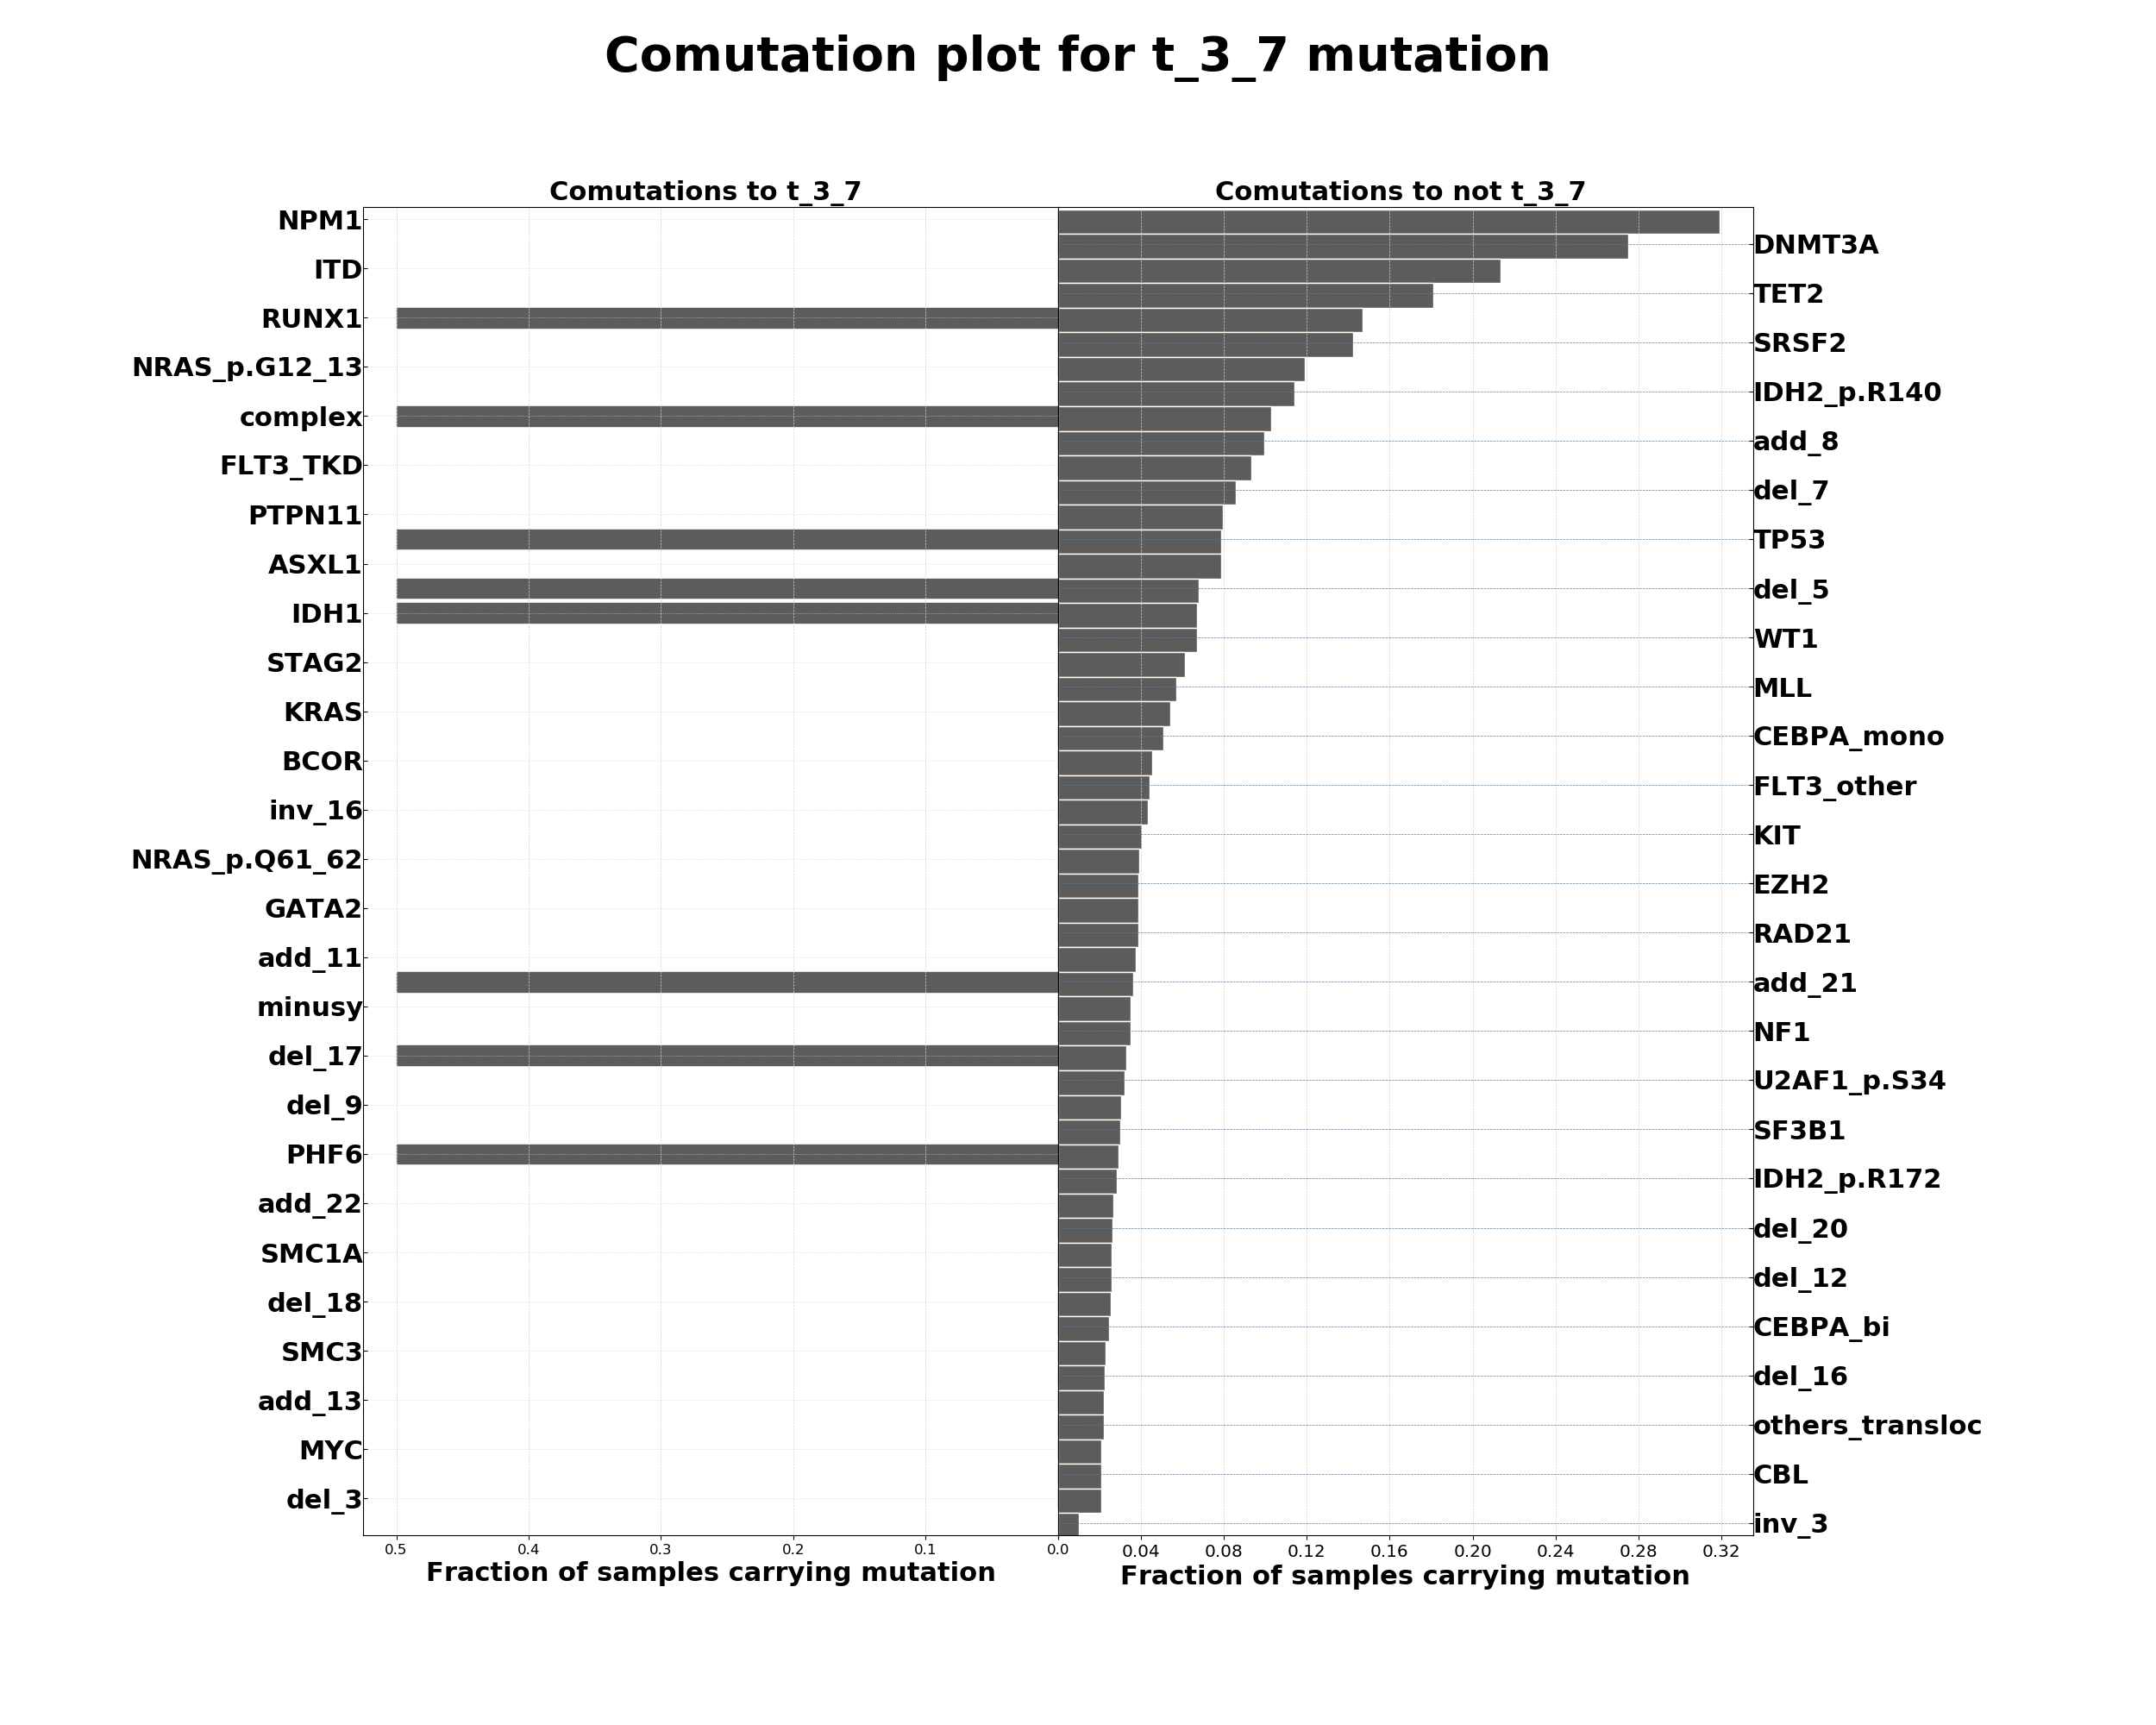 Comutation plot for t_3_7 mutation
Comutations to t_3_7
Comutations to not t_3_7
NPM1
DNMT3A
ITD
TET2
RUNX1
SRSF2
NRAS_p.G12_13
IDH2_p.R140
complex
add_8
FLT3_TKD
del_7
PTPN11
TP53
ASXL1
del_5
IDH1
WT1
STAG2
MLL
KRAS
CEBPA_mono
BCOR
FLT3_other
inv_16
KIT
NRAS_p.Q61_62
EZH2
GATA2
RAD21
add_11
add_21
minusy
NF1
del_17
U2AF1_p.S34
del_9
SF3B1
PHF6
IDH2_p.R172
add_22
del_20
SMC1A
del_12
del_18
CEBPA_bi
SMC3
del_16
add_13
others_transloc
MYC
CBL
del_3
inv_3
0.5 0.4 0.3 0.2 0.1 0.0 0.04 0.08 0.12 0.16 0.20 0.24 0.28 0.32
Fraction of samples carrying mutation
Fraction of samples carrying mutation